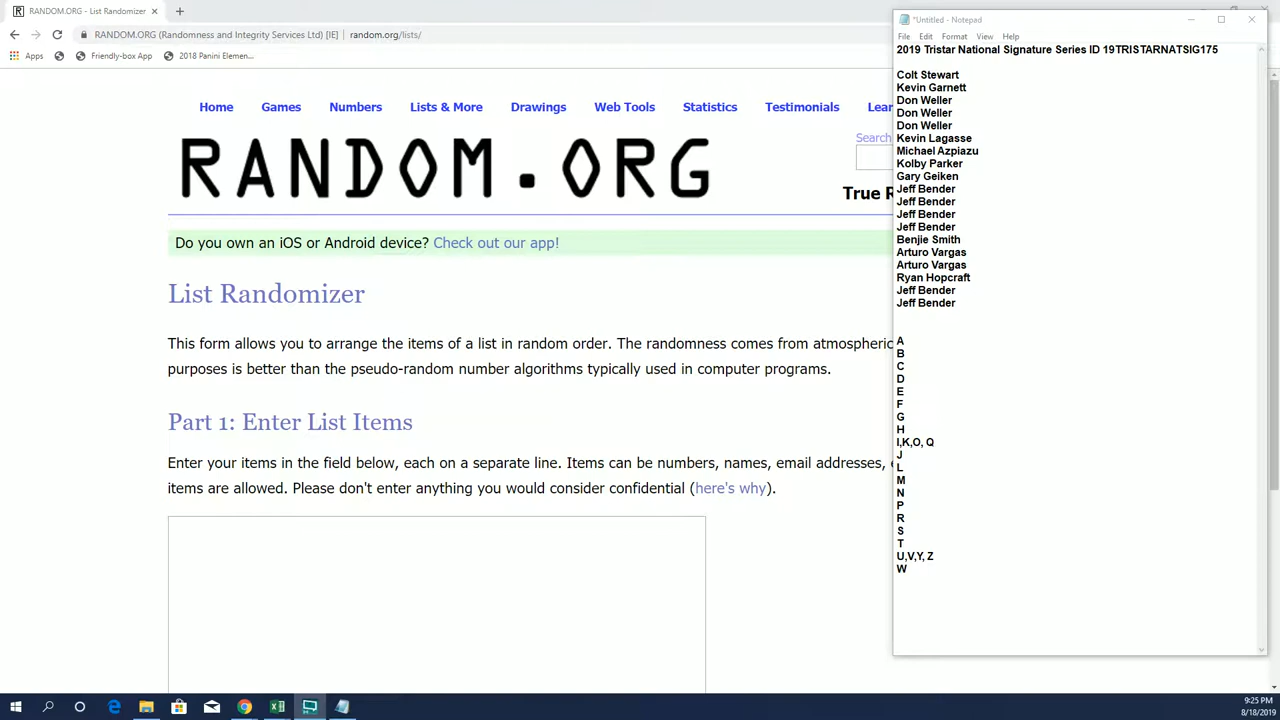 RANDOM.ORG - List Randomizer
RANDOM.ORG (Randomness and Integrity Services Ltd) [IE] | random.org/lists/
Apps Friendly-box App 2018 Panini Elemen...
Home Games Numbers Lists & More Drawings Web Tools Statistics Testimonials Lear
RANDOM.ORG
Search
True R
Do you own an iOS or Android device? Check out our app!
List Randomizer
This form allows you to arrange the items of a list in random order. The randomness comes from atmospheric
purposes is better than the pseudo-random number algorithms typically used in computer programs.
Part 1: Enter List Items
Enter your items in the field below, each on a separate line. Items can be numbers, names, email addresses, e
items are allowed. Please don't enter anything you would consider confidential (here's why).
*Untitled - Notepad
File Edit Format View Help
2019 Tristar National Signature Series ID 19TRISTARNATSIG175
Colt Stewart
Kevin Garnett
Don Weller
Don Weller
Don Weller
Kevin Lagasse
Michael Azpiazu
Kolby Parker
Gary Geiken
Jeff Bender
Jeff Bender
Jeff Bender
Jeff Bender
Benjie Smith
Arturo Vargas
Arturo Vargas
Ryan Hopcraft
Jeff Bender
Jeff Bender
A
B
C
D
E
F
G
H
I,K,O, Q
J
L
M
N
P
R
S
T
U,V,Y, Z
W
9:25 PM
8/18/2019